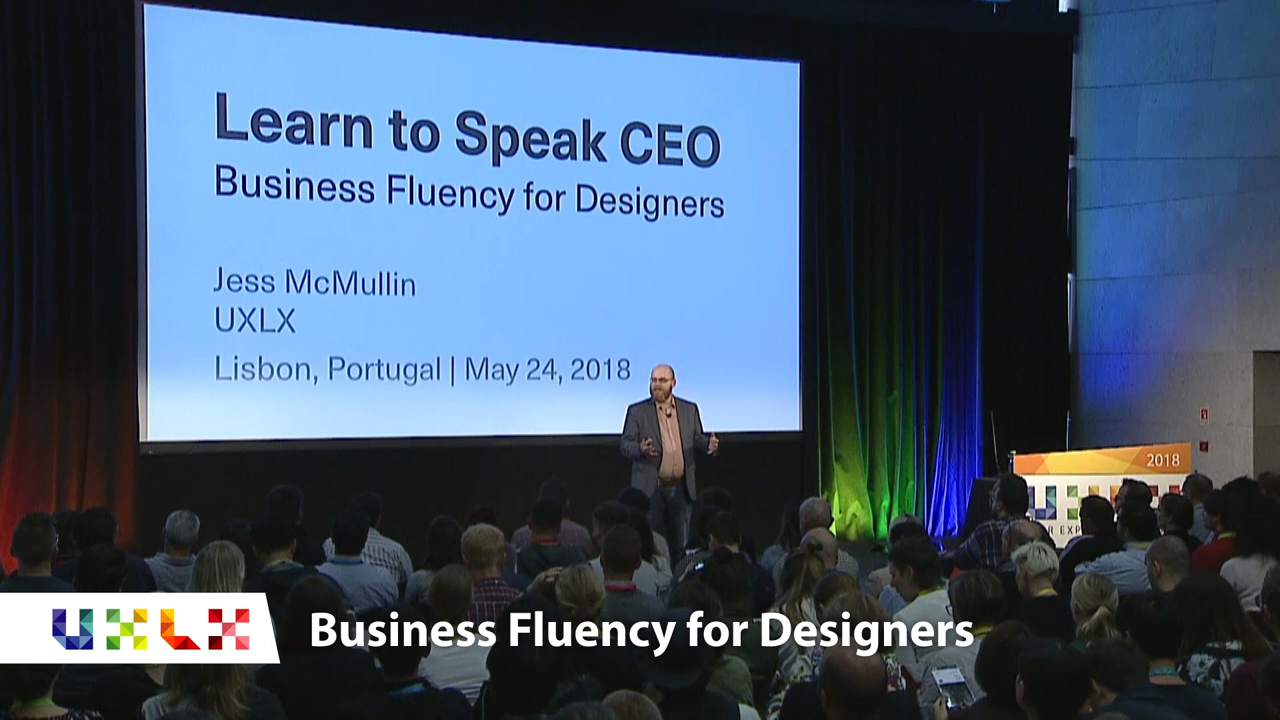 Learn to Speak CEO
Business Fluency for Designers
Jess McMullin
UXLX
Lisbon, Portugal | May 24, 2018
2018
UXLX
Business Fluency for Designers